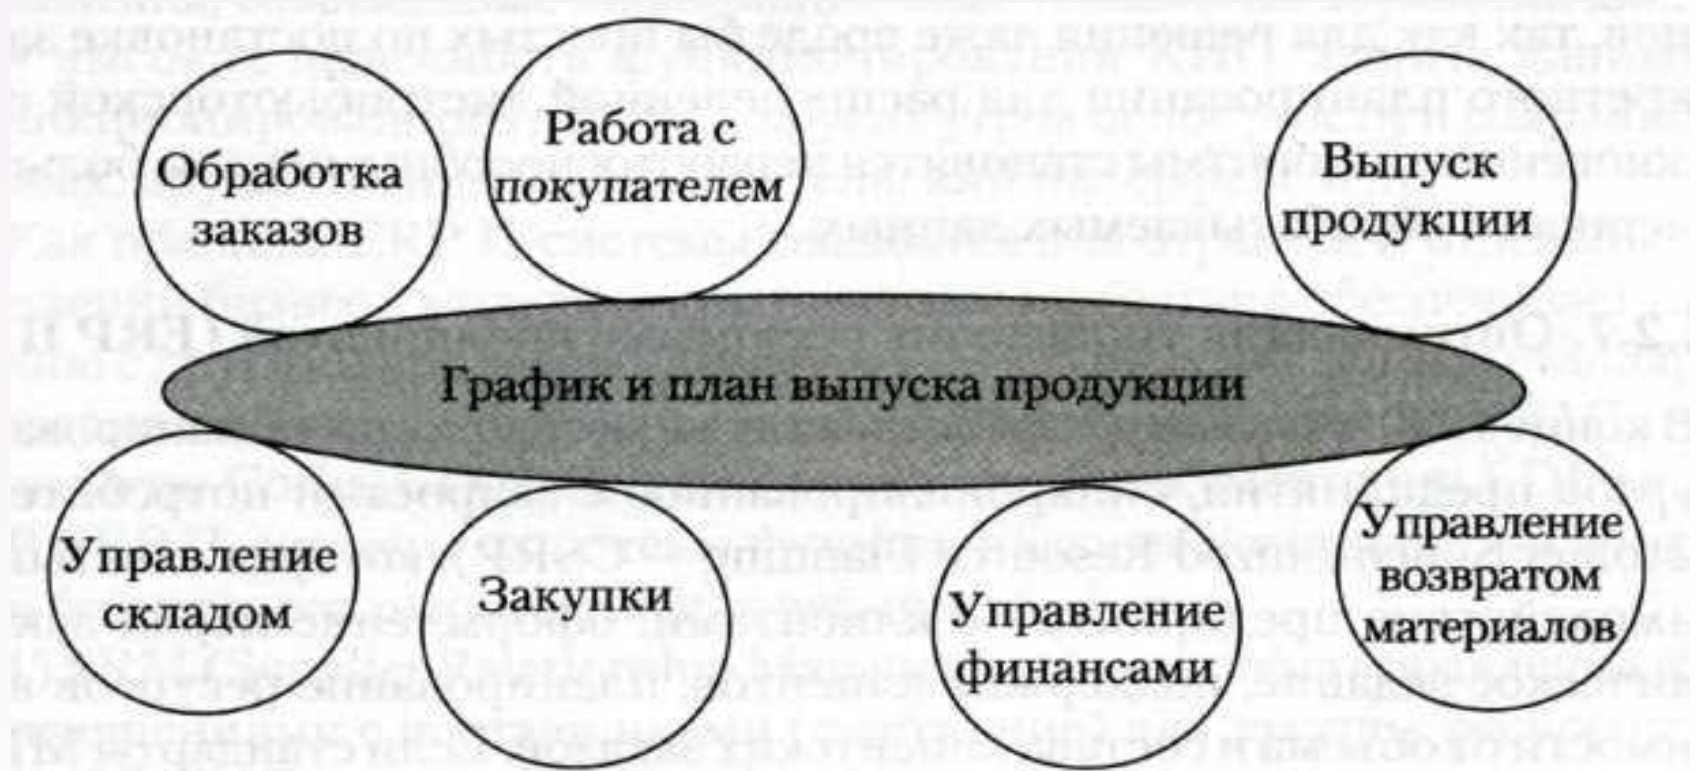 Обработка
заказов
Работа с
покупателем
Выпуск
продукции
График и план выпуска продукции
Управление
складом
Закупки
Управление
финансами
Управление
возвратом
материалов